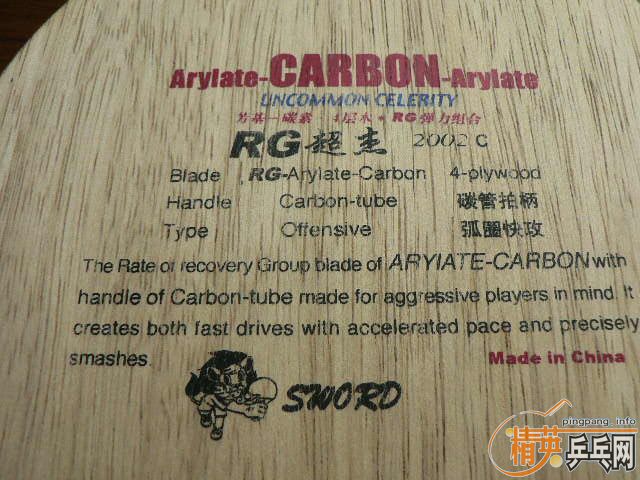 Arylate-CARBON-Arylate
UNCOMMON CELERITY
芳基一碳素 4层木+RG弹力组合
RG 超杰 2002 C
Blade RG-Arylate-Carbon 4-plywood
Handle Carbon-tube 碳管拍柄
Type Offensive 弧圈快攻
The Rate or recovery Group blade of ARYIATE-CARBON with
handle of Carbon-tube made for aggressive players in mind. It
creates both fast drives with accelerated pace and precisely
smashes.
Made in China
SWORD
pingpang.info
精英乒乓网